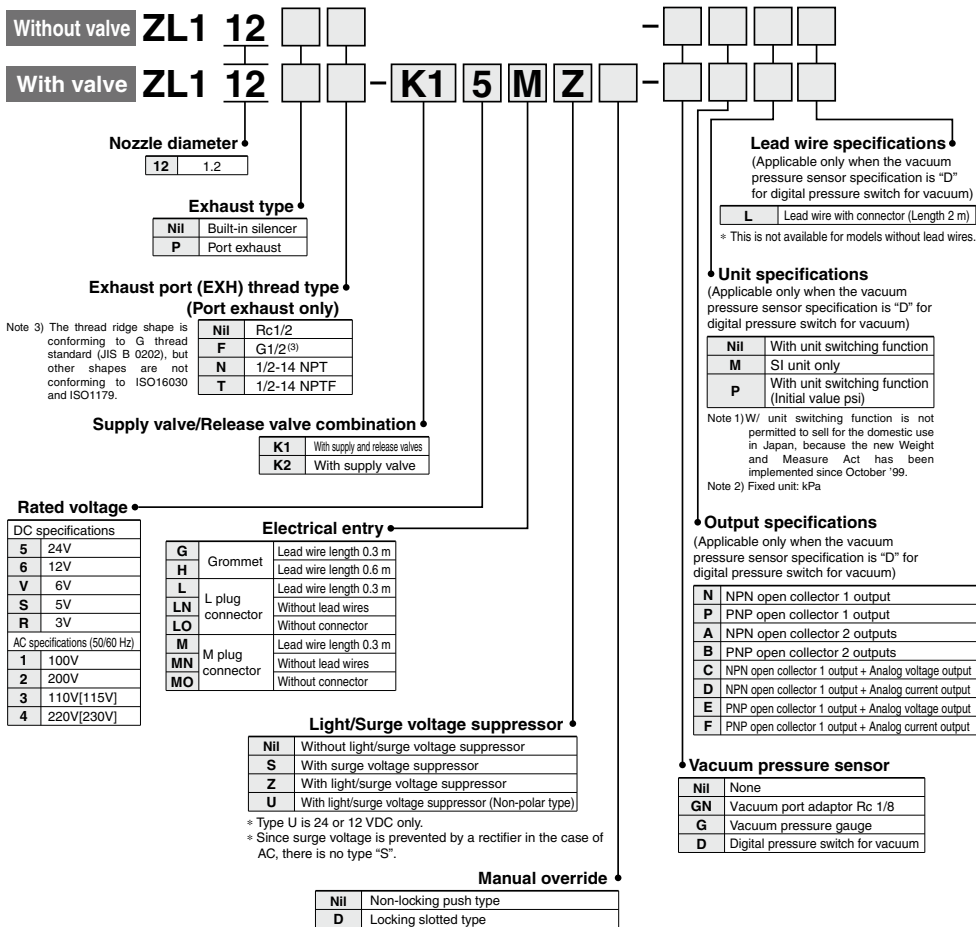 Without valve ZL1 12 –
With valve ZL1 12 – K1 5 M Z –
Nozzle diameter
12 1.2
Exhaust type
Nil Built-in silencer
P Port exhaust
Exhaust port (EXH) thread type
(Port exhaust only)
Nil Rc1/2
F G1/2(3)
N 1/2-14 NPT
T 1/2-14 NPTF
Note 3) The thread ridge shape is
conforming to G thread
standard (JIS B 0202), but
other shapes are not
conforming to ISO16030
and ISO1179.
Supply valve/Release valve combination
K1 With supply and release valves
K2 With supply valve
Rated voltage
DC specifications
5 24V
6 12V
V 6V
S 5V
R 3V
AC specifications (50/60 Hz)
1 100V
2 200V
3 110V[115V]
4 220V[230V]
Electrical entry
G Grommet Lead wire length 0.3 m
H Lead wire length 0.6 m
L L plug connector Lead wire length 0.3 m
LN Without lead wires
LO Without connector
M M plug connector Lead wire length 0.3 m
MN Without lead wires
MO Without connector
Light/Surge voltage suppressor
Nil Without light/surge voltage suppressor
S With surge voltage suppressor
Z With light/surge voltage suppressor
U With light/surge voltage suppressor (Non-polar type)
∗ Type U is 24 or 12 VDC only.
∗ Since surge voltage is prevented by a rectifier in the case of
AC, there is no type “S”.
Manual override
Nil Non-locking push type
D Locking slotted type
Lead wire specifications
(Applicable only when the vacuum
pressure sensor specification is “D”
for digital pressure switch for vacuum)
L Lead wire with connector (Length 2 m)
∗ This is not available for models without lead wires.
Unit specifications
(Applicable only when the vacuum
pressure sensor specification is “D” for
digital pressure switch for vacuum)
Nil With unit switching function
M SI unit only
P With unit switching function
(Initial value psi)
Note 1) W/ unit switching function is not
permitted to sell for the domestic use
in Japan, because the new Weight
and Measure Act has been
implemented since October ’99.
Note 2) Fixed unit: kPa
Output specifications
(Applicable only when the vacuum
pressure sensor specification is “D” for
digital pressure switch for vacuum)
N NPN open collector 1 output
P PNP open collector 1 output
A NPN open collector 2 outputs
B PNP open collector 2 outputs
C NPN open collector 1 output + Analog voltage output
D NPN open collector 1 output + Analog current output
E PNP open collector 1 output + Analog voltage output
F PNP open collector 1 output + Analog current output
Vacuum pressure sensor
Nil None
GN Vacuum port adaptor Rc 1/8
G Vacuum pressure gauge
D Digital pressure switch for vacuum